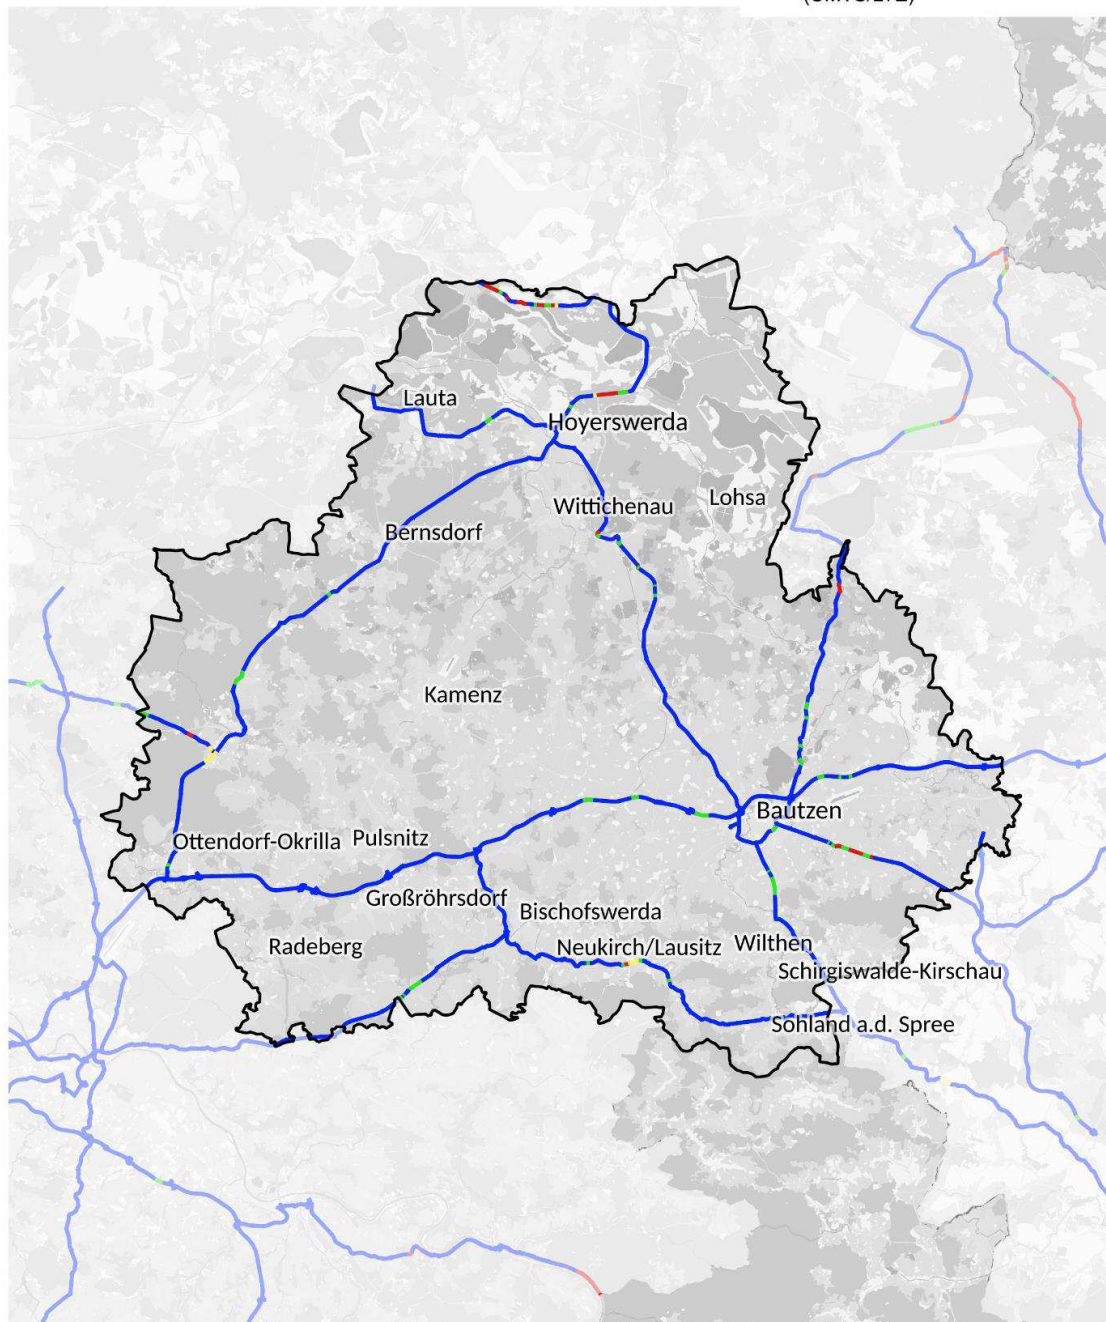 Lauta
Hoyerswerda
Wittichenau
Lohsa
Bernsdorf
Kamenz
Bautzen
Ottendorf-Okrilla
Pulsnitz
Großröhrsdorf
Bischofswerda
Radeberg
Neukirch/Lausitz
Wilthen
Schirgiswalde-Kirschau
Sohland a.d. Spree